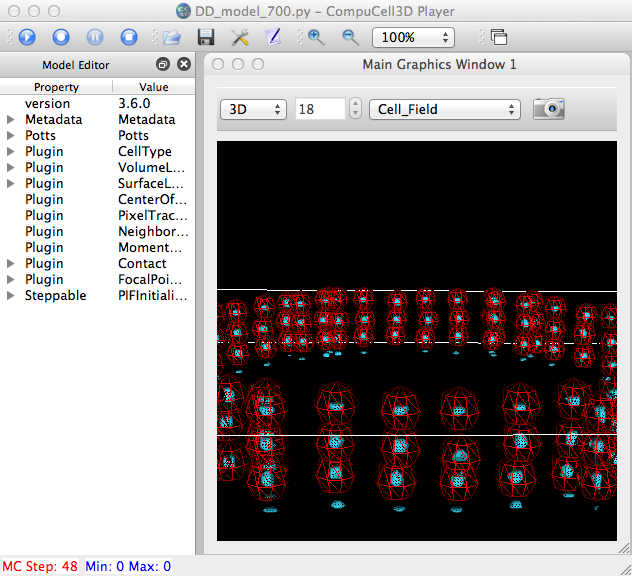 DD_model_700.py – CompuCell3D Player
100%
Model Editor
Main Graphics Window 1
Property Value
version 3.6.0
Metadata Metadata
Potts Potts
Plugin CellType
Plugin VolumeL...
Plugin SurfaceL...
Plugin CenterOf...
Plugin PixelTrac...
Plugin Neighbor...
Plugin Moment...
Plugin Contact
Plugin FocalPoi...
Steppable PIFInitiali...
3D 18 Cell_Field
MC Step: 48 Min: 0 Max: 0